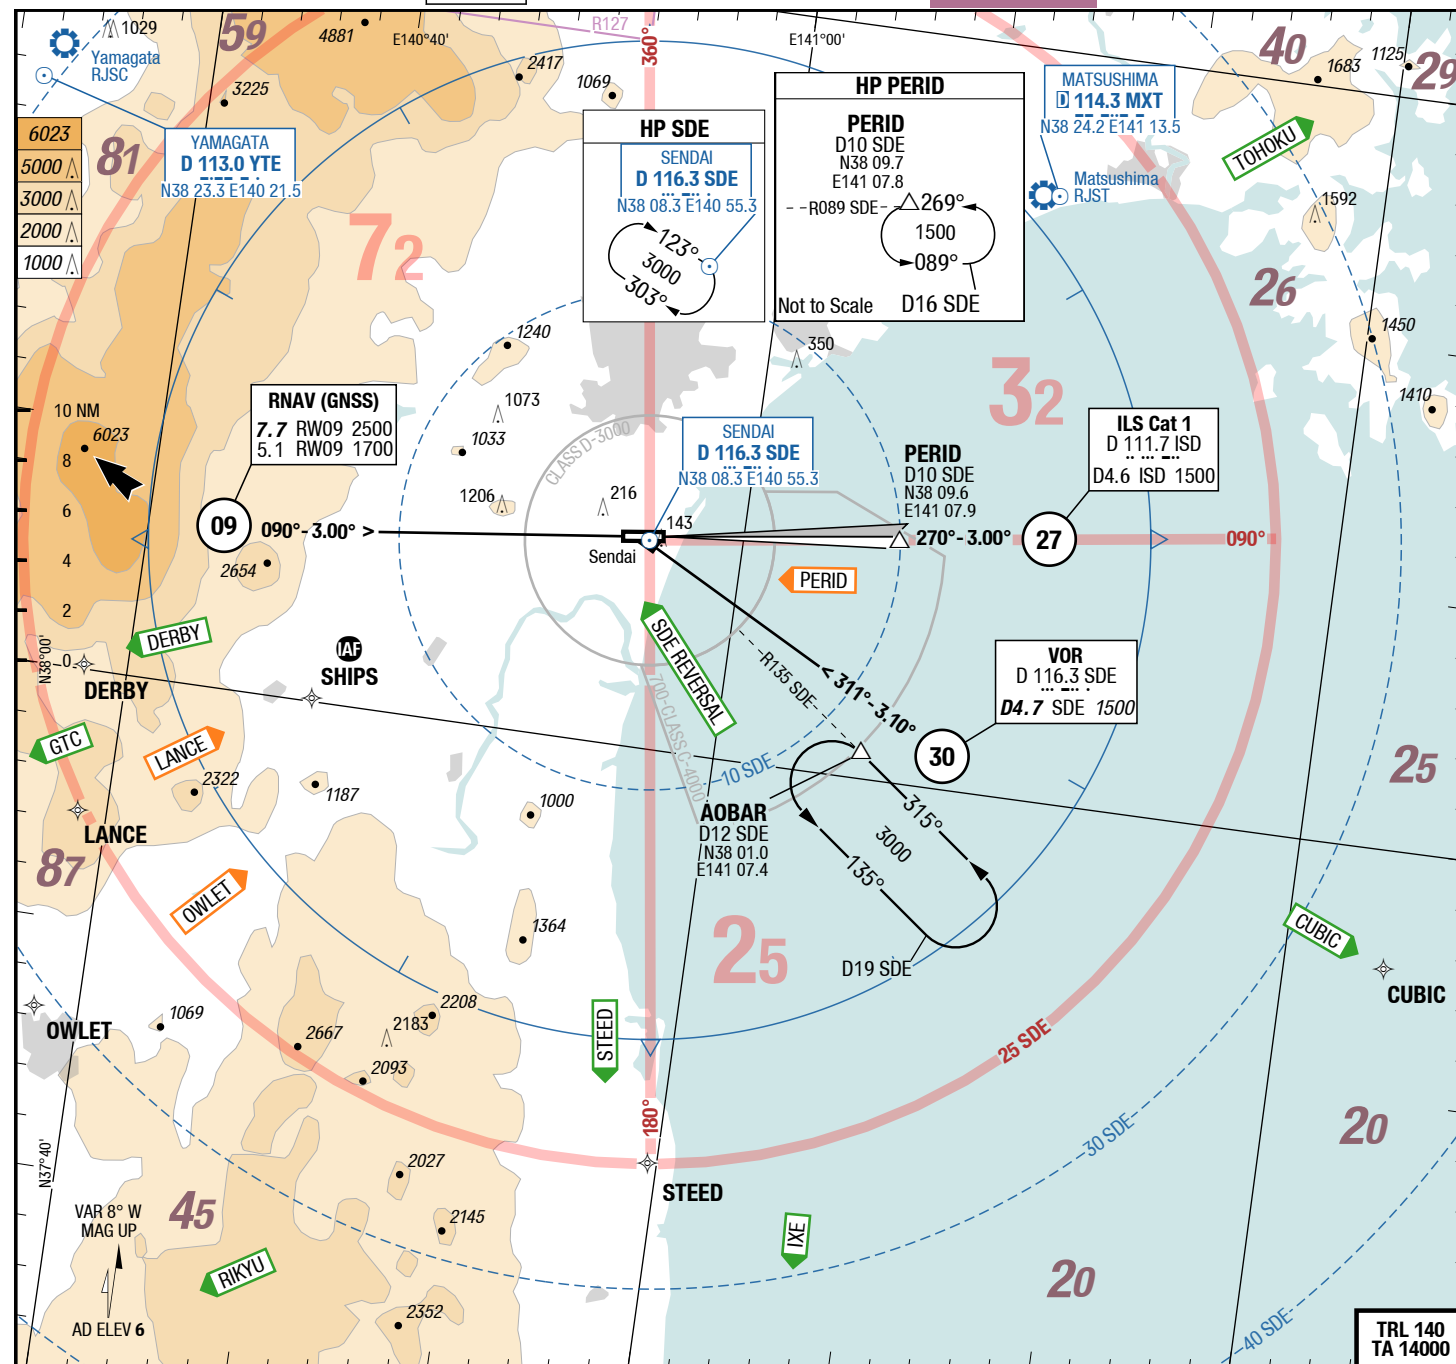 1029
Yamagata
RJSC
59
4881
E140°40'
R127
360°
E141°00'
40
1683
1125
29
3225
2417
1069
6023
5000
3000
2000
1000
81
YAMAGATA
D 113.0 YTE
N38 23.3 E140 21.5
72
HP SDE
SENDAI
D 116.3 SDE
N38 08.3 E140 55.3
123°
3000
303°
HP PERID
PERID
D10 SDE
N38 09.7
E141 07.8
R089 SDE
269°
1500
089°
Not to Scale
D16 SDE
MATSUSHIMA
D 114.3 MXT
N38 24.2 E141 13.5
TOHOKU
Matsushima
RJST
1592
26
1240
350
1450
32
1410
10 NM
8
6
4
2
0
6023
RNAV (GNSS)
7.7 RW09 2500
5.1 RW09 1700
1073
1033
CLASS D-3000
SENDAI
D 116.3 SDE
N38 08.3 E140 55.3
PERID
D10 SDE
N38 09.6
E141 07.9
ILS Cat 1
D 111.7 ISD
D4.6 ISD 1500
1206
216
143
09
090°-3.00° >
Sendai
270°-3.00°
27
090°
2654
PERID
25
DERBY
SDE REVERSAL
R135 SDE
N38°00'
DERBY
IAF
SHIPS
< 311°-3.10°
VOR
D 116.3 SDE
D4.7 SDE 1500
30
GTC
LANCE
700-CLASS C-4000
10 SDE
25
2322
1187
1000
LANCE
AOBAR
D12 SDE
N38 01.0
E141 07.4
315°
3000
135°
87
OWLET
1364
25
D19 SDE
CUBIC
CUBIC
OWLET
1069
2208
2667
2183
2093
STEED
25 SDE
180°
30 SDE
20
N37°40'
2027
STEED
VAR 8° W
MAG UP
45
2145
IXE
RIKYU
20
2352
AD ELEV 6
40 SDE
TRL 140
TA 14000